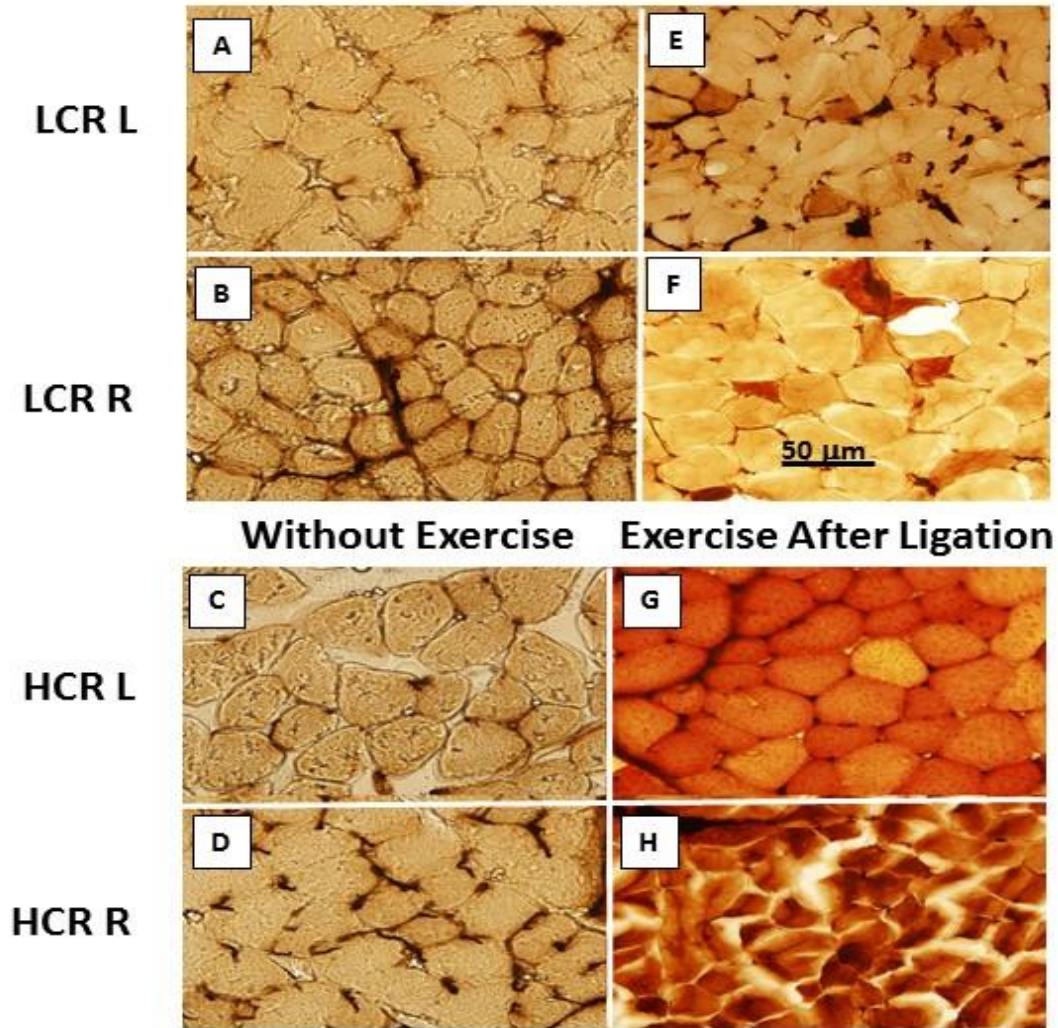 A
E
LCR L
B
F
LCR R
50 μm
Without Exercise Exercise After Ligation
C
G
HCR L
D
H
HCR R